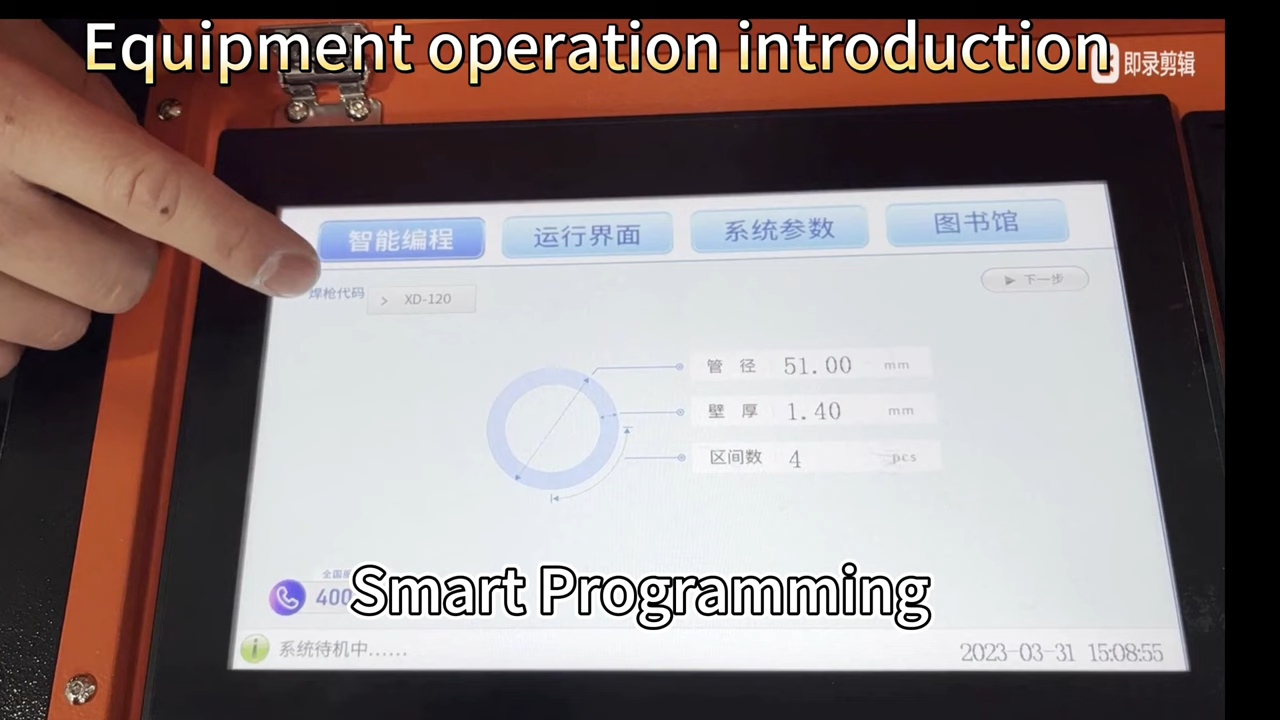 Equipment operation introduction
即录剪辑
智能编程 运行界面 系统参数 图书馆
焊枪代码 > XD-120
下一步
管 径 51.00 mm
壁 厚 1.40 mm
区间数 4 pcs
全国
400
Smart Programming
系统待机中......
2023-03-31 15:08:55